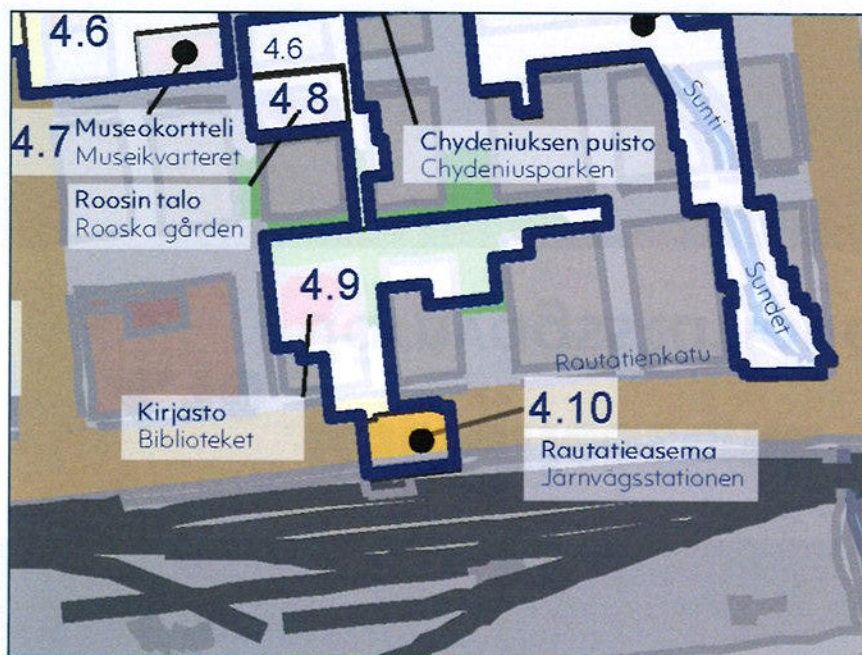 4.6
4.6
4.8
4.7
Museokortteli
Museikvarteret
Sunti
Chydeniuksen puisto
Chydeniusparken
Roosin talo
Rooska gården
4.9
Sundet
Rautatienkatu
Kirjasto
Biblioteket
4.10
Rautatieasema
Järnvägsstationen